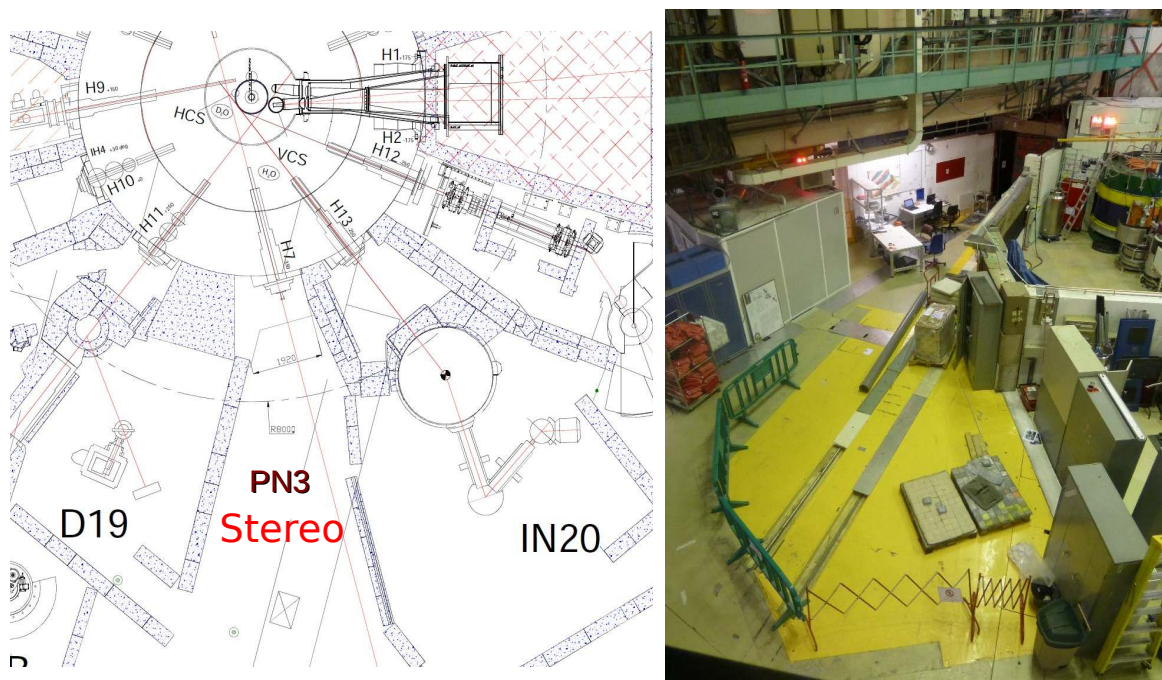 H1
H9
D₂O
HCS
H2
VCS
H12
IH4
H₂O
H10
H11
H13
H7
1920
R8000
PN3
Stereo
D19
IN20